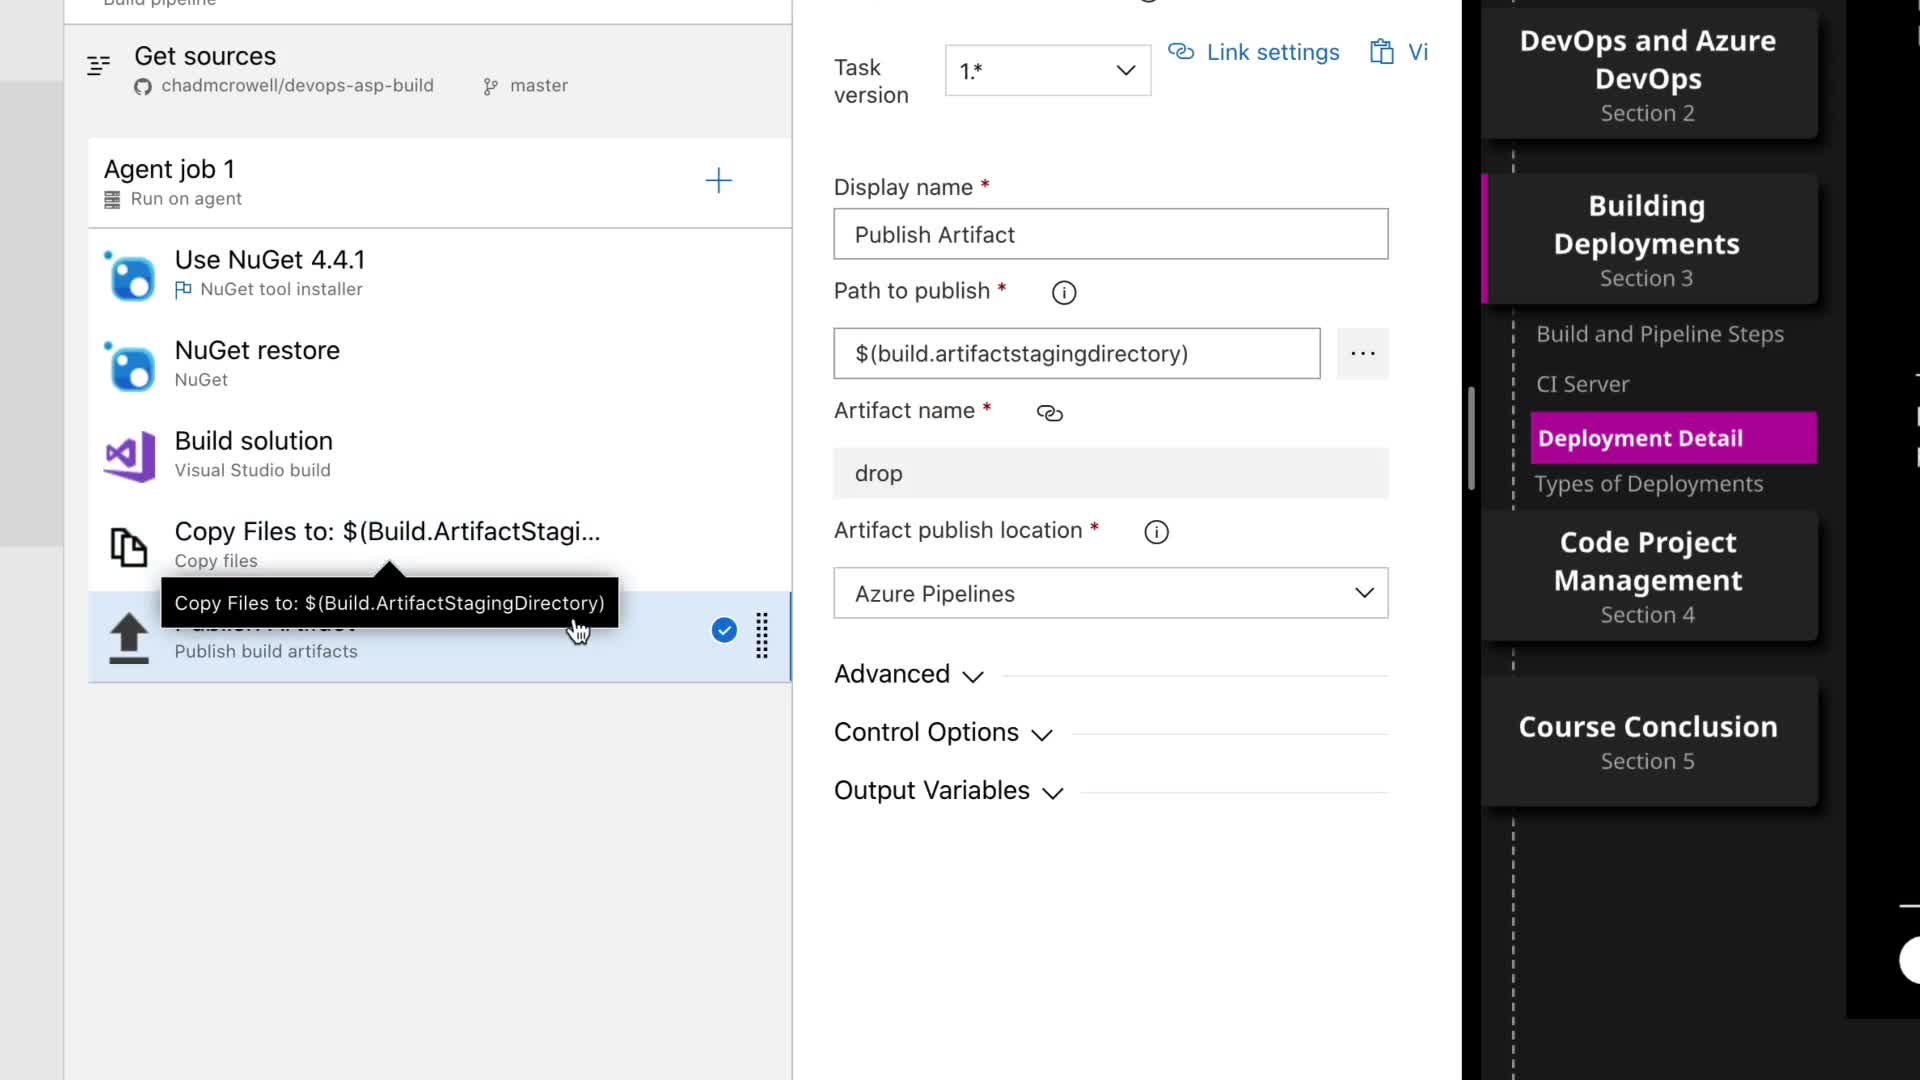 Build pipeline
Get sources
chadmcrowell/devops-asp-build
master
Agent job 1
Run on agent
Use NuGet 4.4.1
NuGet tool installer
NuGet restore
NuGet
Build solution
Visual Studio build
Copy Files to: $(Build.ArtifactStagi...
Copy files
Copy Files to: $(Build.ArtifactStagingDirectory)
Publish Artifact
Publish build artifacts
Task
version
1.*
Link settings
Vi
Display name *
Publish Artifact
Path to publish *
$(build.artifactstagingdirectory)
...
Artifact name *
drop
Artifact publish location *
Azure Pipelines
Advanced
Control Options
Output Variables
DevOps and Azure
DevOps
Section 2
Building
Deployments
Section 3
Build and Pipeline Steps
CI Server
Deployment Detail
Types of Deployments
Code Project
Management
Section 4
Course Conclusion
Section 5